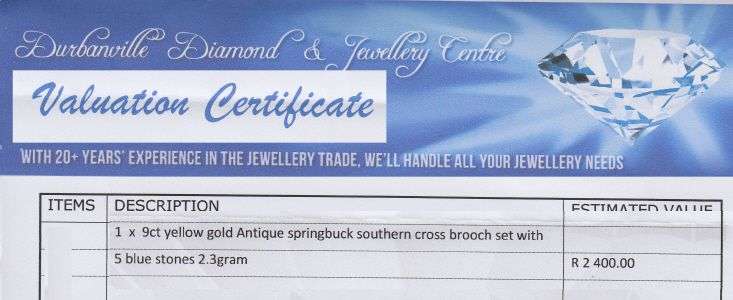 Durbanville Diamond & Jewellery Centre
Valuation Certificate
WITH 20+ YEARS' EXPERIENCE IN THE JEWELLERY TRADE, WE'LL HANDLE ALL YOUR JEWELLERY NEEDS
ITEMS DESCRIPTION ESTIMATED VALUE
1 x 9ct yellow gold Antique springbuck southern cross brooch set with
5 blue stones 2.3gram R 2 400.00